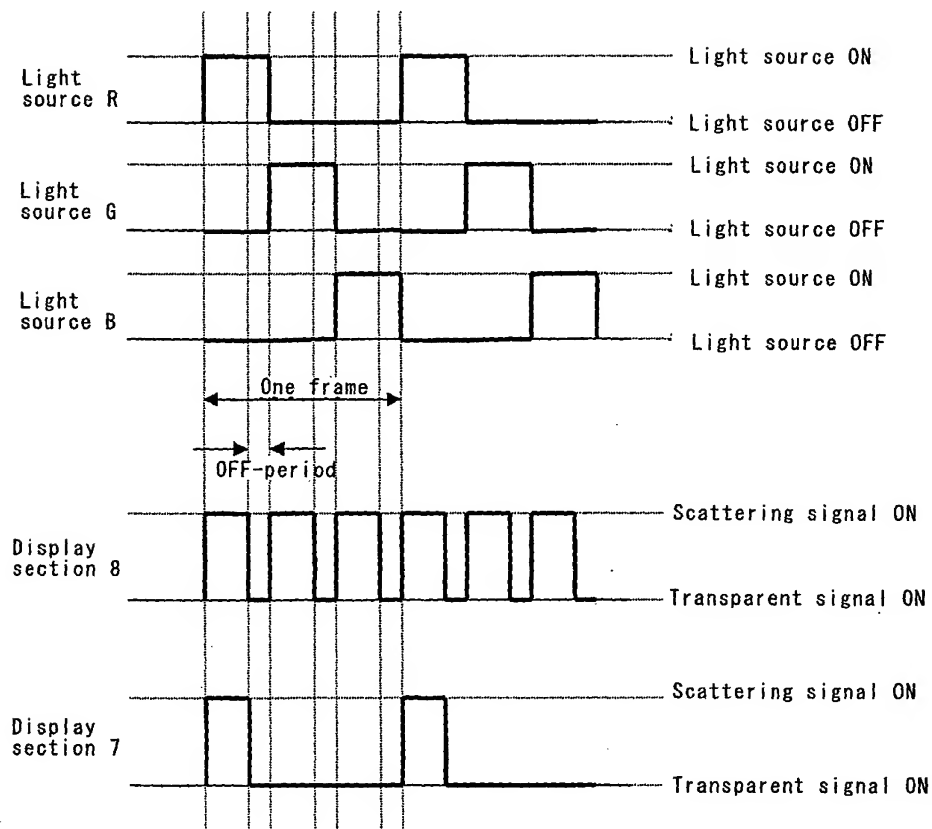 Light source ON
Light
source R
Light source OFF
Light source ON
Light
source G
Light source OFF
Light source ON
Light
source B
Light source OFF
One frame
OFF-period
Scattering signal ON
Display
section 8
Transparent signal ON
Scattering signal ON
Display
section 7
Transparent signal ON